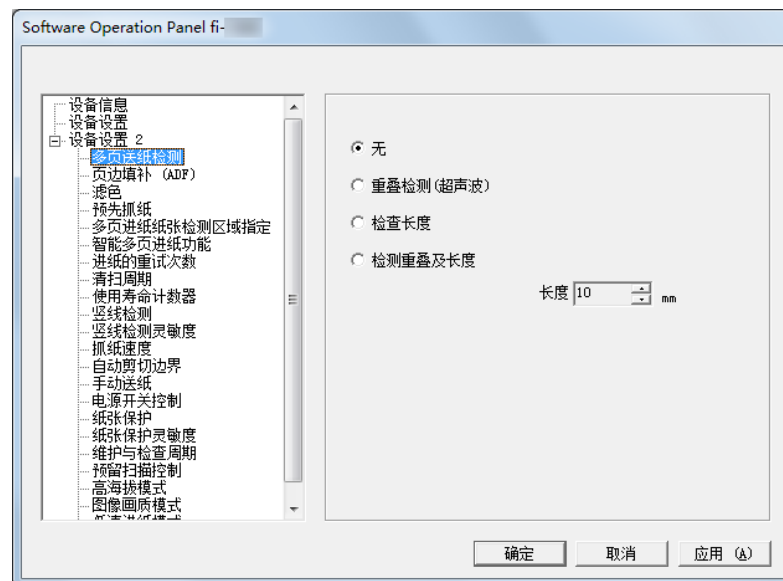 Software Operation Panel fi-
设备信息
设备设置
设备设置 2
多页送纸检测
页边填补 (ADF)
滤色
预先抓纸
多页进纸纸张检测区域指定
智能多页进纸功能
进纸的重试次数
清扫周期
使用寿命计数器
竖线检测
竖线检测灵敏度
抓纸速度
自动剪切边界
手动送纸
电源开关控制
纸张保护
纸张保护灵敏度
维护与检查周期
预留扫描控制
高海拔模式
图像画质模式
无
重叠检测(超声波)
检查长度
检测重叠及长度
长度 10 mm
确定 取消 应用 (A)